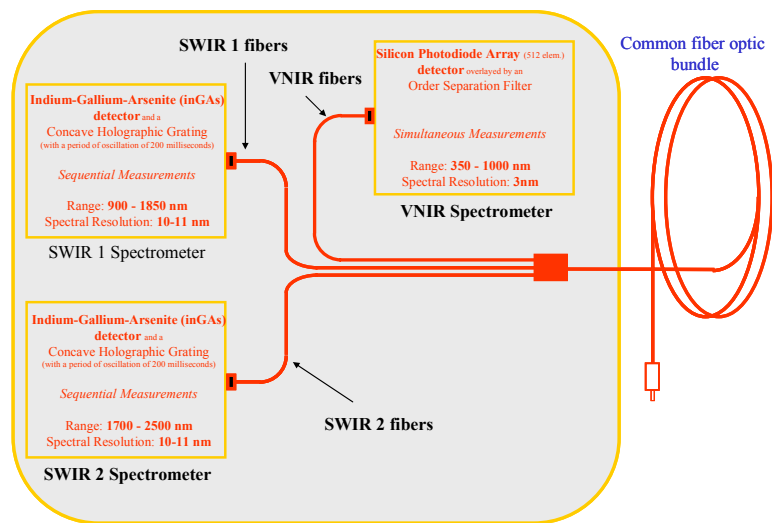 SWIR 1 fibers
VNIR fibers
Common fiber optic
bundle
Indium-Gallium-Arsenite (inGAs)
detector and a
Concave Holographic Grating
(with a period of oscillation of 200 milliseconds)
Sequential Measurements
Range: 900 - 1850 nm
Spectral Resolution: 10-11 nm
SWIR 1 Spectrometer
Silicon Photodiode Array (512 elem.)
detector overlayed by an
Order Separation Filter
Simultaneous Measurements
Range: 350 - 1000 nm
Spectral Resolution: 3nm
VNIR Spectrometer
Indium-Gallium-Arsenite (inGAs)
detector and a
Concave Holographic Grating
(with a period of oscillation of 200 milliseconds)
Sequential Measurements
Range: 1700 - 2500 nm
Spectral Resolution: 10-11 nm
SWIR 2 Spectrometer
SWIR 2 fibers